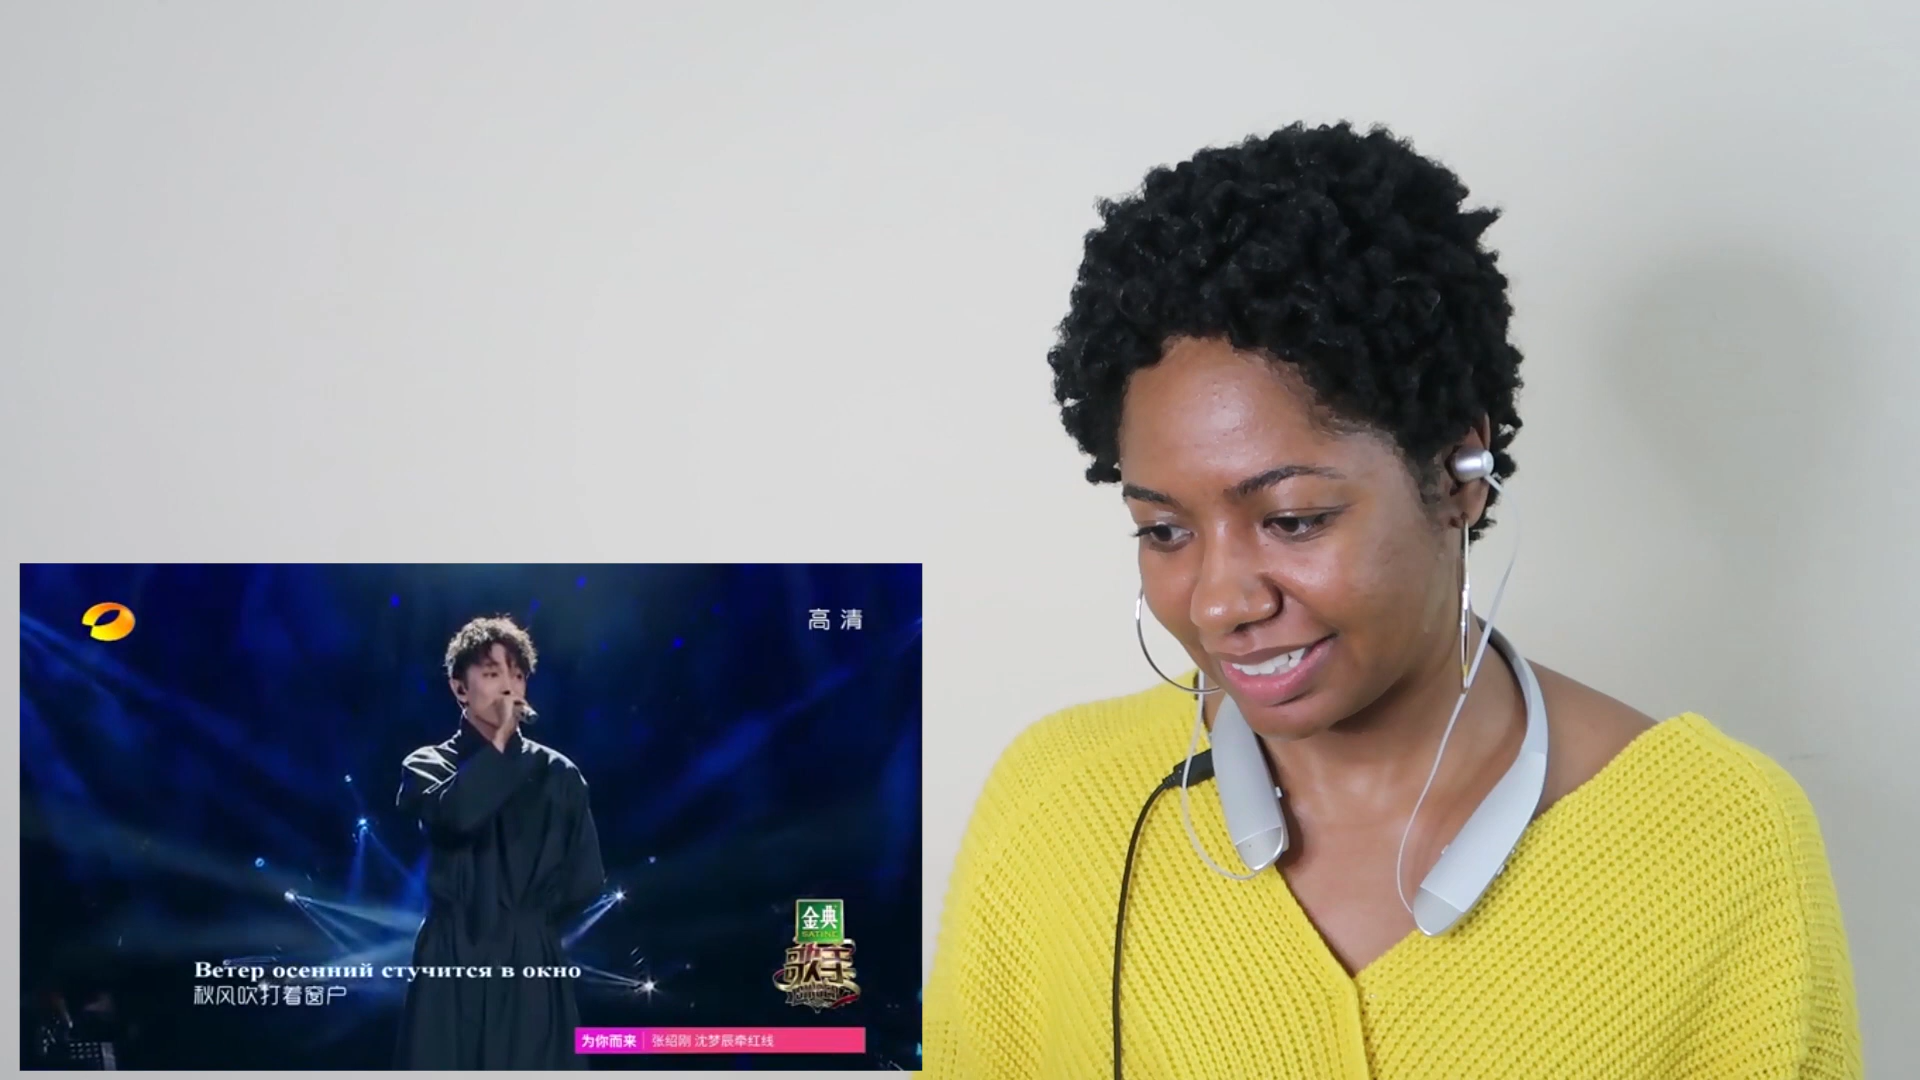 高清
金典
SATINE
歌手
Ветер осенний стучится в окно
秋风吹打着窗户
为你而来 张绍刚 沈梦辰牵红线